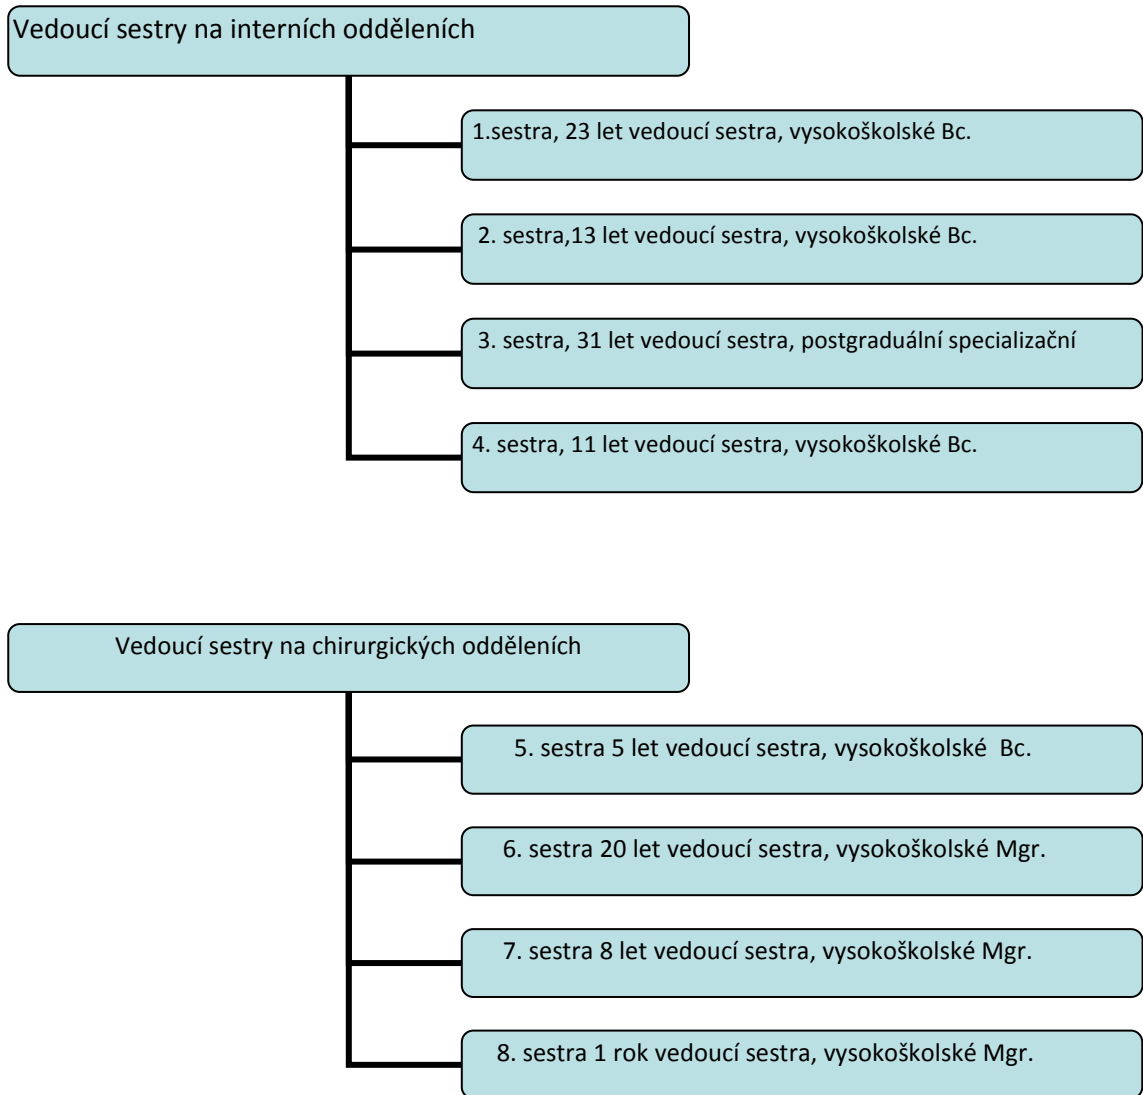 Vedoucí sestry na interních odděleních
1.sestra, 23 let vedoucí sestra, vysokoškolské Bc.
2. sestra,13 let vedoucí sestra, vysokoškolské Bc.
3. sestra, 31 let vedoucí sestra, postgraduální specializační
4. sestra, 11 let vedoucí sestra, vysokoškolské Bc.
Vedoucí sestry na chirurgických odděleních
5. sestra 5 let vedoucí sestra, vysokoškolské  Bc.
6. sestra 20 let vedoucí sestra, vysokoškolské Mgr.
7. sestra 8 let vedoucí sestra, vysokoškolské Mgr.
8. sestra 1 rok vedoucí sestra, vysokoškolské Mgr.